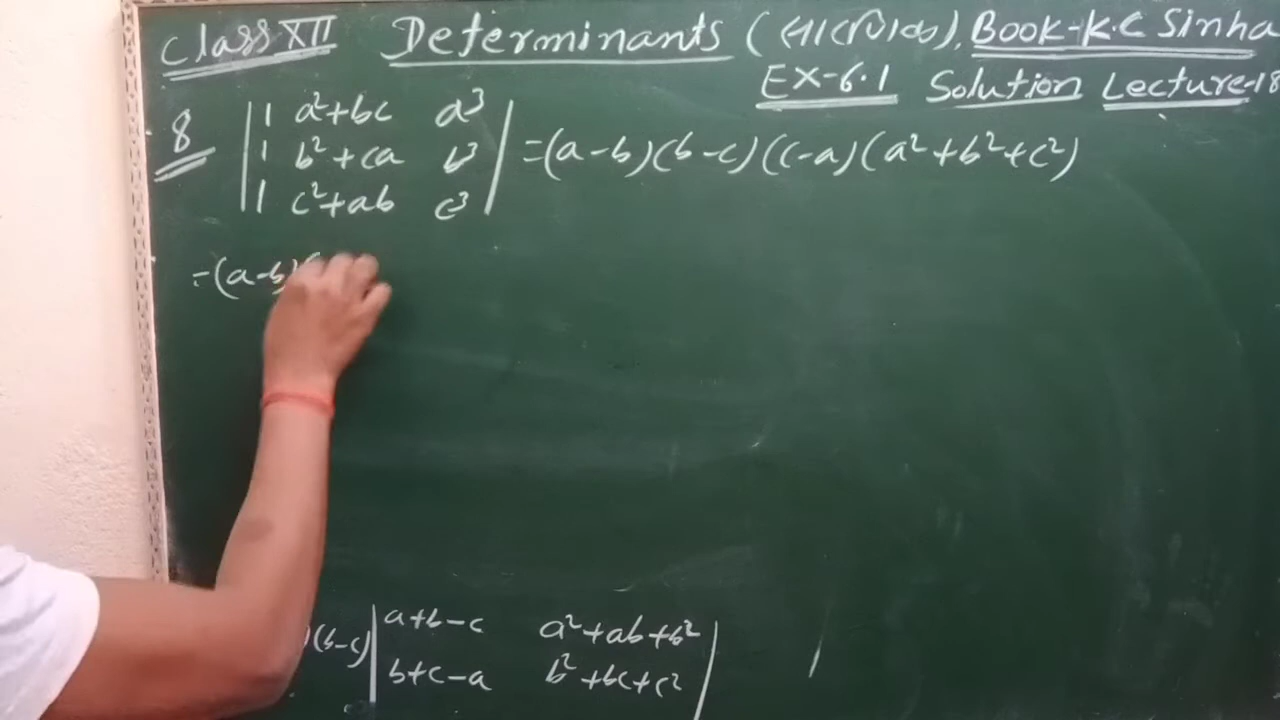 Class XII Determinants ( सारणिक), Book-K.C Sinha
EX-6.1 Solution Lecture-18
8 | 1 a²+bc a³ |
| 1 b²+ca b³ | =(a-b)(b-c)(c-a)(a²+b²+c²)
| 1 c²+ab c³ |
=(a-b)(
)(b-c) | a+b-c a²+ab+b² |
| b+c-a b²+bc+c² |